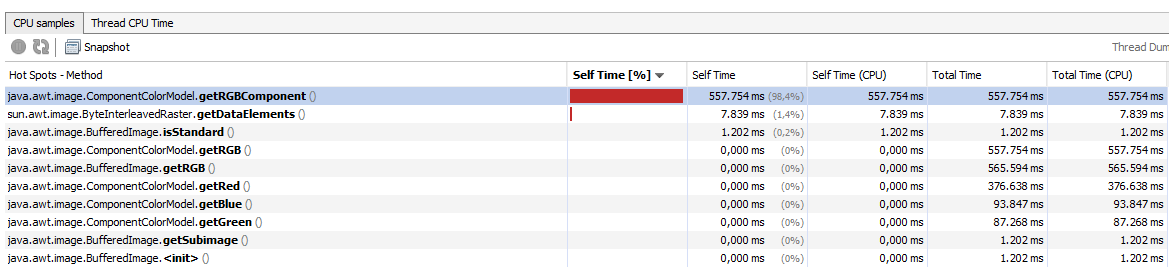 CPU samples Thread CPU Time
Snapshot Thread Dum
Hot Spots - Method Self Time [%] Self Time Self Time (CPU) Total Time Total Time (CPU)
java.awt.image.ComponentColorModel.getRGBComponent () 557.754 ms (98,4%) 557.754 ms 557.754 ms 557.754 ms
sun.awt.image.ByteInterleavedRaster.getDataElements () 7.839 ms (1,4%) 7.839 ms 7.839 ms 7.839 ms
java.awt.image.BufferedImage.isStandard () 1.202 ms (0,2%) 1.202 ms 1.202 ms 1.202 ms
java.awt.image.ComponentColorModel.getRGB () 0,000 ms (0%) 0,000 ms 557.754 ms 557.754 ms
java.awt.image.BufferedImage.getRGB () 0,000 ms (0%) 0,000 ms 565.594 ms 565.594 ms
java.awt.image.ComponentColorModel.getRed () 0,000 ms (0%) 0,000 ms 376.638 ms 376.638 ms
java.awt.image.ComponentColorModel.getBlue () 0,000 ms (0%) 0,000 ms 93.847 ms 93.847 ms
java.awt.image.ComponentColorModel.getGreen () 0,000 ms (0%) 0,000 ms 87.268 ms 87.268 ms
java.awt.image.BufferedImage.getSubimage () 0,000 ms (0%) 0,000 ms 1.202 ms 1.202 ms
java.awt.image.BufferedImage.<init> () 0,000 ms (0%) 0,000 ms 1.202 ms 1.202 ms